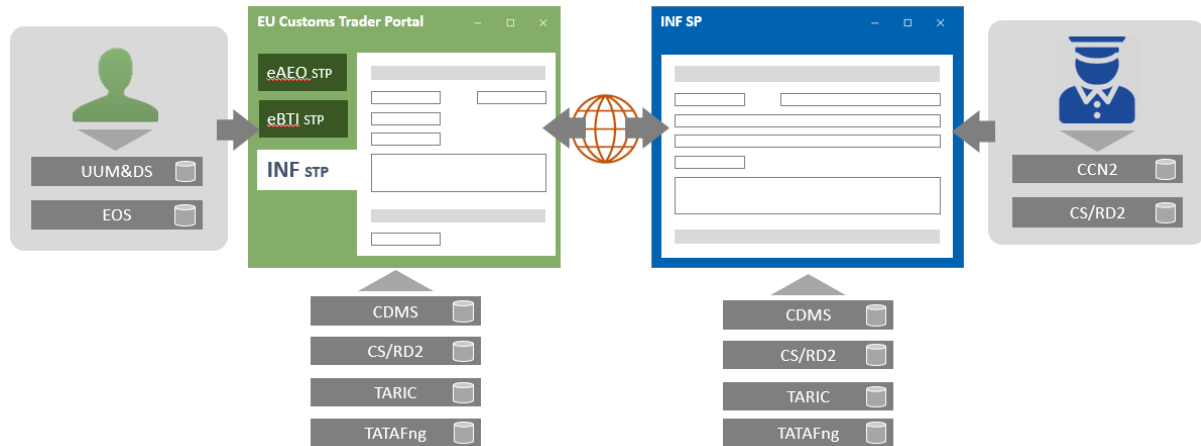 EU Customs Trader Portal
eAEO STP
eBTI STP
INF STP
INF SP
UUM&DS
EOS
CCN2
CS/RD2
CDMS
CS/RD2
TARIC
TATAFng
CDMS
CS/RD2
TARIC
TATAFng